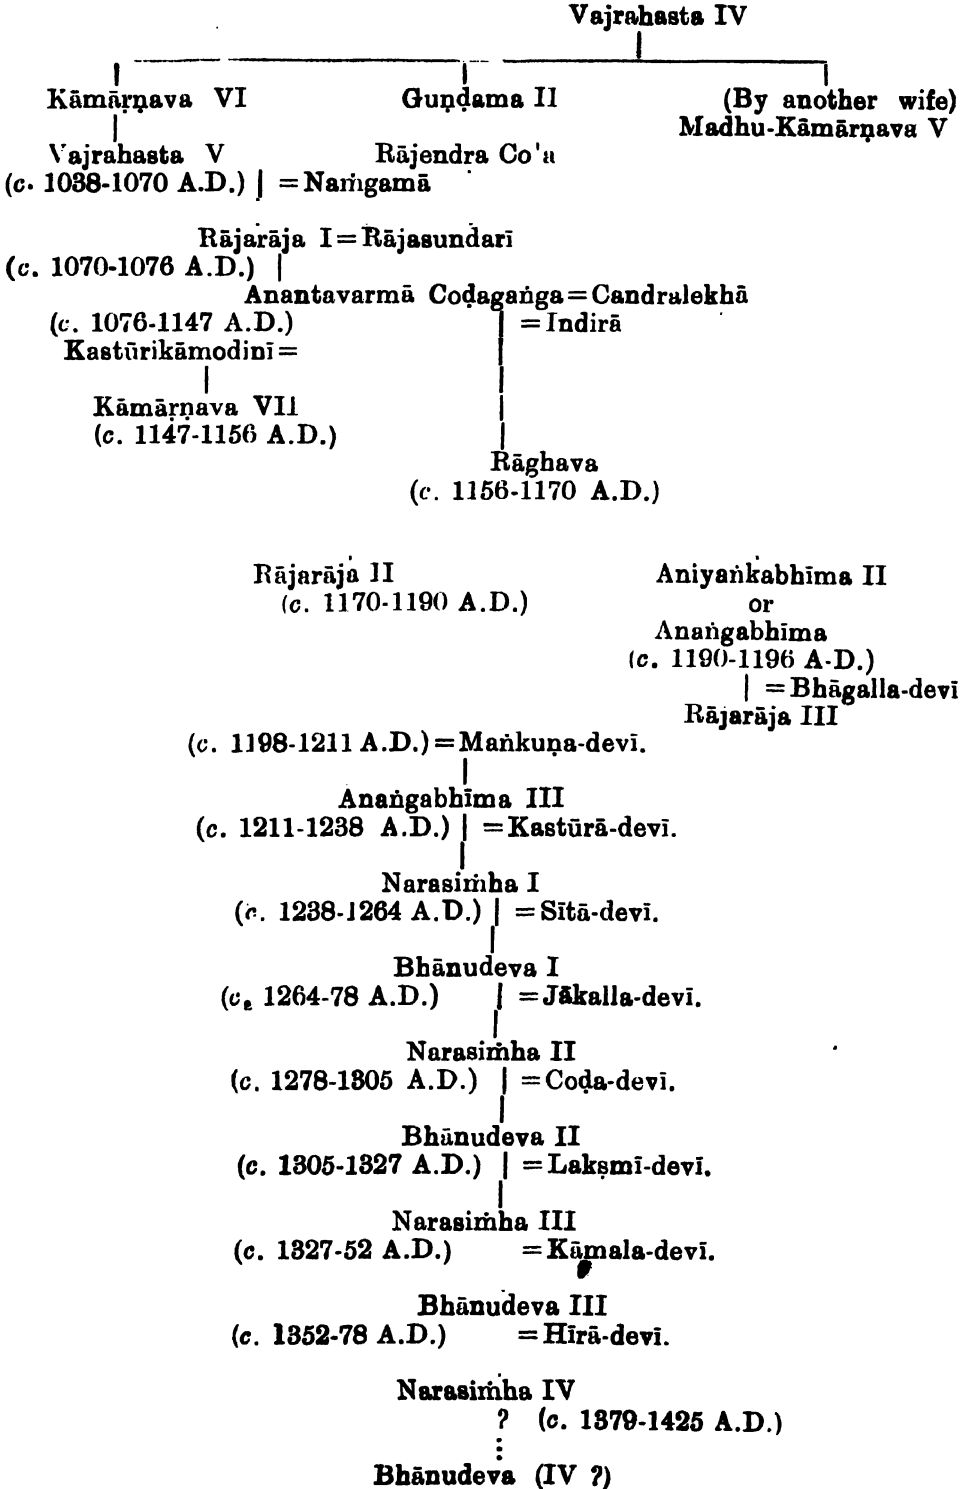 Vajrahasta IV
Kāmārṇava VI Guṇḍama II (By another wife)
Madhu-Kāmārṇava V
Vajrahasta V Rājendra Co'a
(c. 1038-1070 A.D.) | = Naṁgamā
Rājarāja I = Rājasundarī
(c. 1070-1076 A.D.) |
Anantavarmā Coḍagaṅga = Candralekhā
(c. 1076-1147 A.D.) = Indirā
Kastūrikāmodinī =
Kāmārṇava VII
(c. 1147-1156 A.D.)
Rāghava
(c. 1156-1170 A.D.)
Rājarāja II Aniyaṅkabhīma II
(c. 1170-1190 A.D.) or
Anaṅgabhīma
(c. 1190-1196 A.D.)
| = Bhāgalla-devī
Rājarāja III
(c. 1198-1211 A.D.) = Maṅkuṇa-devī.
Anaṅgabhīma III
(c. 1211-1238 A.D.) | = Kastūrā-devī.
Narasiṁha I
(c. 1238-1264 A.D.) | = Sītā-devī.
Bhānudeva I
(c. 1264-78 A.D.) | = Jākalla-devī.
Narasiṁha II
(c. 1278-1305 A.D.) | = Coḍa-devī.
Bhānudeva II
(c. 1305-1327 A.D.) | = Lakṣmī-devī.
Narasiṁha III
(c. 1327-52 A.D.) = Kāmala-devī.
Bhānudeva III
(c. 1352-78 A.D.) = Hīrā-devī.
Narasiṁha IV
? (c. 1379-1425 A.D.)
Bhānudeva (IV ?)